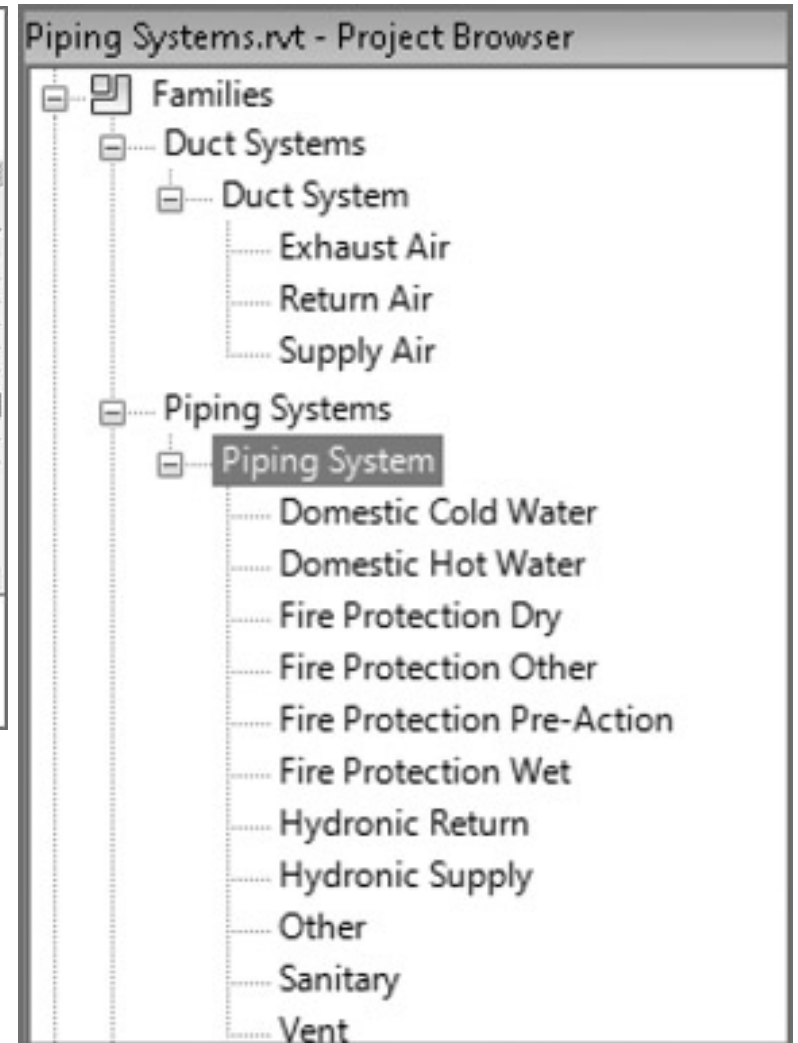 Piping Systems.rvt - Project Browser
Families
Duct Systems
Duct System
Exhaust Air
Return Air
Supply Air
Piping Systems
Piping System
Domestic Cold Water
Domestic Hot Water
Fire Protection Dry
Fire Protection Other
Fire Protection Pre-Action
Fire Protection Wet
Hydronic Return
Hydronic Supply
Other
Sanitary
Vent